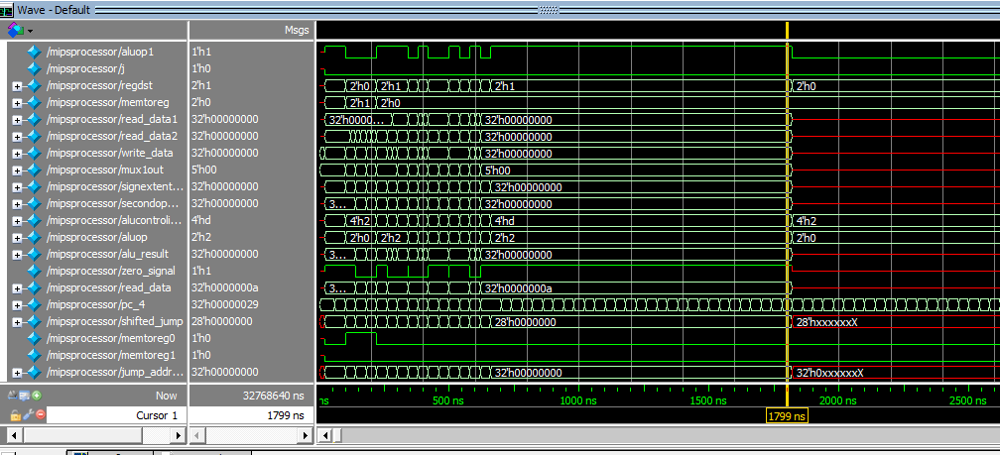 Wave - Default
Msgs
/mipsprocessor/aluop1 1'h1
/mipsprocessor/j 1'h0
/mipsprocessor/regdst 2'h1 2'h0 2'h1 2'h1 2'h0
/mipsprocessor/memtoreg 2'h0 2'h1 2'h0
/mipsprocessor/read_data1 32'h00000000 32'h0000... 32'h00000000
/mipsprocessor/read_data2 32'h00000000 32'h00000000
/mipsprocessor/write_data 32'h00000000 32'h00000000
/mipsprocessor/mux1out 5'h00 5'h00
/mipsprocessor/signextent... 32'h00000000 32'h00000000
/mipsprocessor/secondop... 32'h00000000 3... 32'h00000000
/mipsprocessor/alucontroli... 4'hd 4'h2 4'hd 4'h2
/mipsprocessor/aluop 2'h2 2'h0 2'h2 2'h2 2'h0
/mipsprocessor/alu_result 32'h00000000 3... 32'h00000000
/mipsprocessor/zero_signal 1'h1
/mipsprocessor/read_data 32'h0000000a 3... 32'h0000000a
/mipsprocessor/pc_4 32'h00000029
/mipsprocessor/shifted_jump 28'h0000000 28'h0000000 28'hxxxxxxX
/mipsprocessor/memtoreg0 1'h0
/mipsprocessor/memtoreg1 1'h0
/mipsprocessor/jump_addr... 32'h00000000 32'h00000000 32'h0xxxxxxX
Now 32768640 ns ns 500 ns 1000 ns 1500 ns 2000 ns 2500 ns
Cursor 1 1799 ns 1799 ns